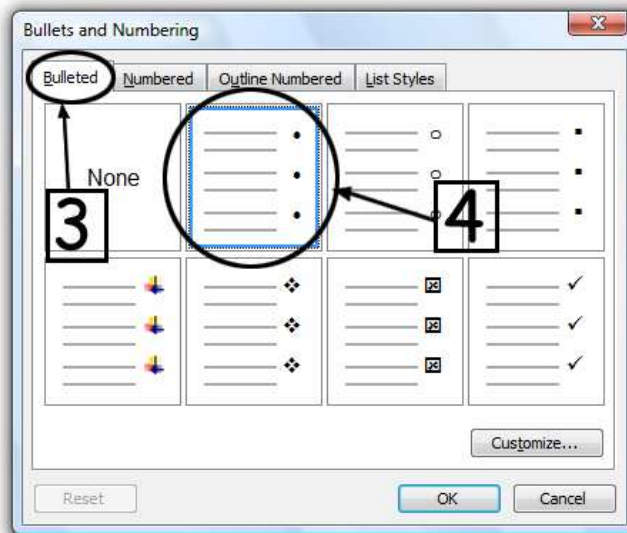 Bullets and Numbering
Bulleted Numbered Outline Numbered List Styles
None
3
4
Customize...
Reset OK Cancel